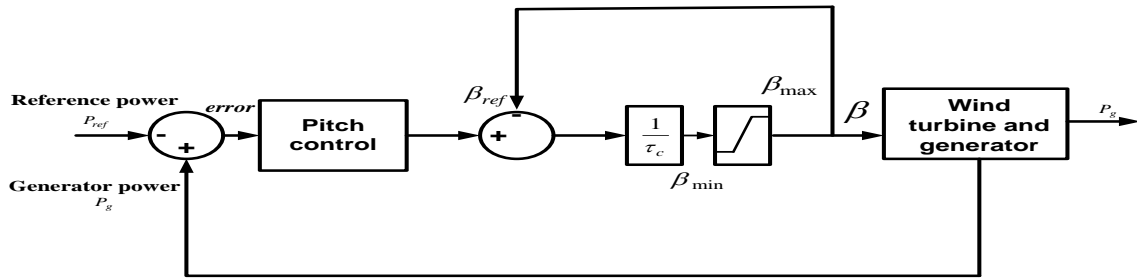 Reference power
P_ref
-
+
Generator power
P_g
error
Pitch
control
β_ref
-
+
1
τ_c
β_min
β_max
β
Wind
turbine and
generator
P_g